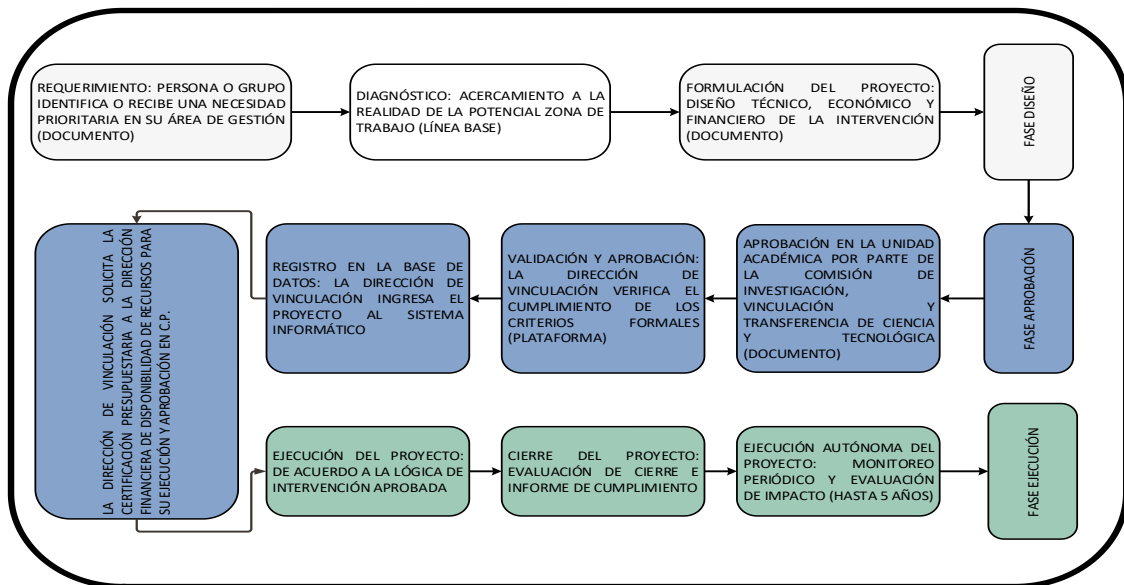 REQUERIMIENTO: PERSONA O GRUPO
IDENTIFICA O RECIBE UNA NECESIDAD
PRIORITARIA EN SU ÁREA DE GESTIÓN
(DOCUMENTO)
DIAGNÓSTICO: ACERCAMIENTO A LA
REALIDAD DE LA POTENCIAL ZONA DE
TRABAJO (LÍNEA BASE)
FORMULACIÓN DEL PROYECTO:
DISEÑO TÉCNICO, ECONÓMICO Y
FINANCIERO DE LA INTERVENCIÓN
(DOCUMENTO)
FASE DISEÑO
FASE APROBACIÓN
APROBACIÓN EN LA UNIDAD
ACADÉMICA POR PARTE DE
LA COMISIÓN DE
INVESTIGACIÓN,
VINCULACIÓN Y
TRANSFERENCIA DE CIENCIA
Y TECNOLÓGICA
(DOCUMENTO)
VALIDACIÓN Y APROBACIÓN:
LA DIRECCIÓN DE
VINCULACIÓN VERIFICA EL
CUMPLIMIENTO DE LOS
CRITERIOS FORMALES
(PLATAFORMA)
REGISTRO EN LA BASE DE
DATOS: LA DIRECCIÓN DE
VINCULACIÓN INGRESA EL
PROYECTO AL SISTEMA
INFORMÁTICO
LA DIRECCIÓN DE VINCULACIÓN SOLICITA LA
CERTIFICACIÓN PRESUPUESTARIA A LA DIRECCIÓN
FINANCIERA DE DISPONIBILIDAD DE RECURSOS PARA
SU EJECUCIÓN Y APROBACIÓN EN C.P.
EJECUCIÓN DEL PROYECTO:
DE ACUERDO A LA LÓGICA DE
INTERVENCIÓN APROBADA
CIERRE DEL PROYECTO:
EVALUACIÓN DE CIERRE E
INFORME DE CUMPLIMIENTO
EJECUCIÓN AUTÓNOMA DEL
PROYECTO: MONITOREO
PERIÓDICO Y EVALUACIÓN
DE IMPACTO (HASTA 5 AÑOS)
FASE EJECUCIÓN